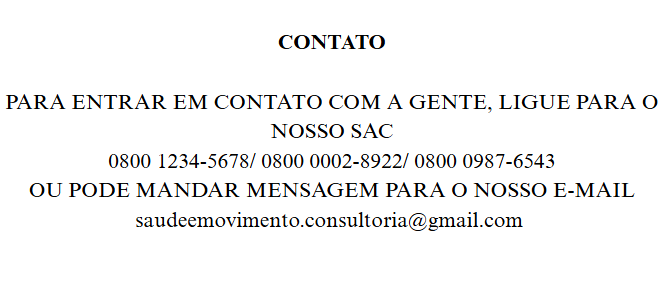 CONTATO
PARA ENTRAR EM CONTATO COM A GENTE, LIGUE PARA O
NOSSO SAC
0800 1234-5678/ 0800 0002-8922/ 0800 0987-6543
OU PODE MANDAR MENSAGEM PARA O NOSSO E-MAIL
saudeemovimento.consultoria@gmail.com